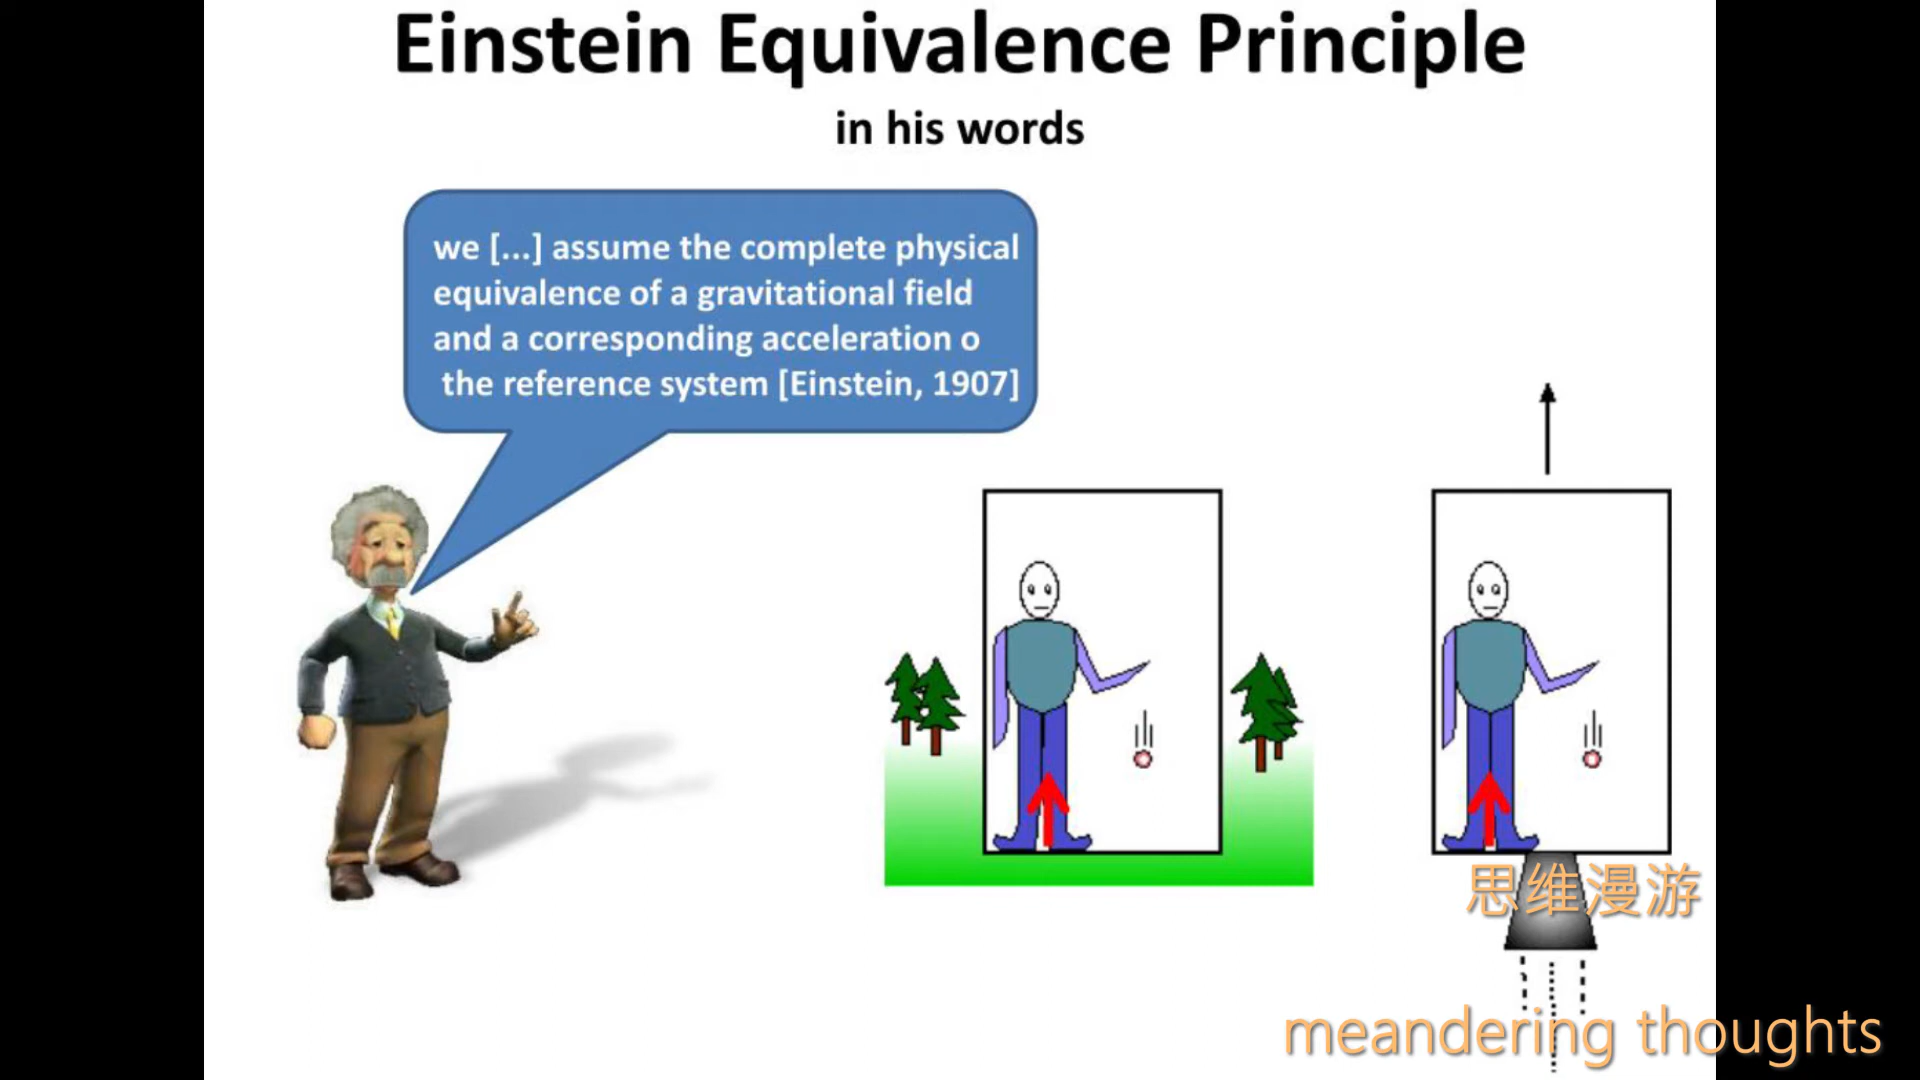 Einstein Equivalence Principle
in his words
we [...] assume the complete physical
equivalence of a gravitational field
and a corresponding acceleration o
the reference system [Einstein, 1907]
思维漫游
meandering thoughts